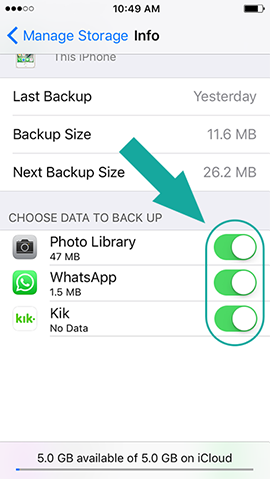 10:49 AM
Manage Storage Info
This iPhone
Last Backup Yesterday
Backup Size 11.6 MB
Next Backup Size 26.2 MB
CHOOSE DATA TO BACK UP
Photo Library
47 MB
WhatsApp
1.5 MB
kik.
Kik
No Data
5.0 GB available of 5.0 GB on iCloud